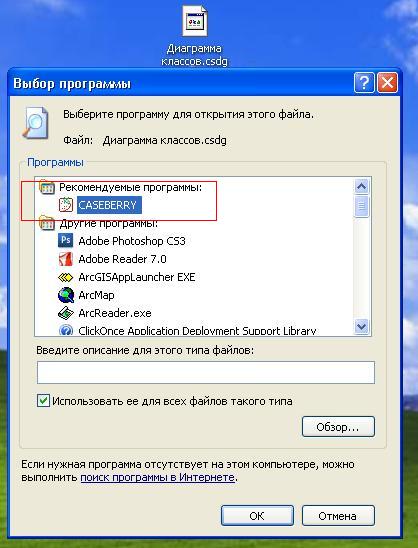 Диаграмма
классов.csdg
Выбор программы
Выберите программу для открытия этого файла.
Файл: Диаграмма классов.csdg
Программы
Рекомендуемые программы:
CASEBERRY
Другие программы:
Adobe Photoshop CS3
Adobe Reader 7.0
ArcGISAppLauncher EXE
ArcMap
ArcReader.exe
ClickOnce Application Deployment Support Library
Введите описание для этого типа файлов:
Использовать ее для всех файлов такого типа
Обзор...
Если нужная программа отсутствует на этом компьютере, можно
выполнить поиск программы в Интернете.
ОК
Отмена